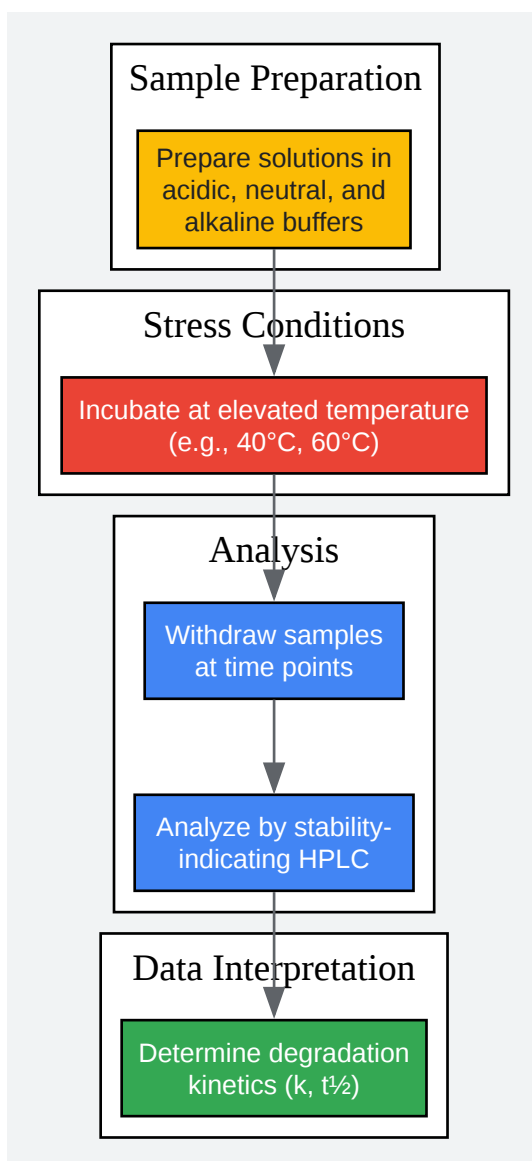 Sample Preparation
Prepare solutions in
acidic, neutral, and
alkaline buffers
Stress Conditions
Incubate at elevated temperature
(e.g., 40°C, 60°C)
Analysis
Withdraw samples
at time points
Analyze by stability-
indicating HPLC
Data Interpretation
Determine degradation
kinetics (k, t½)